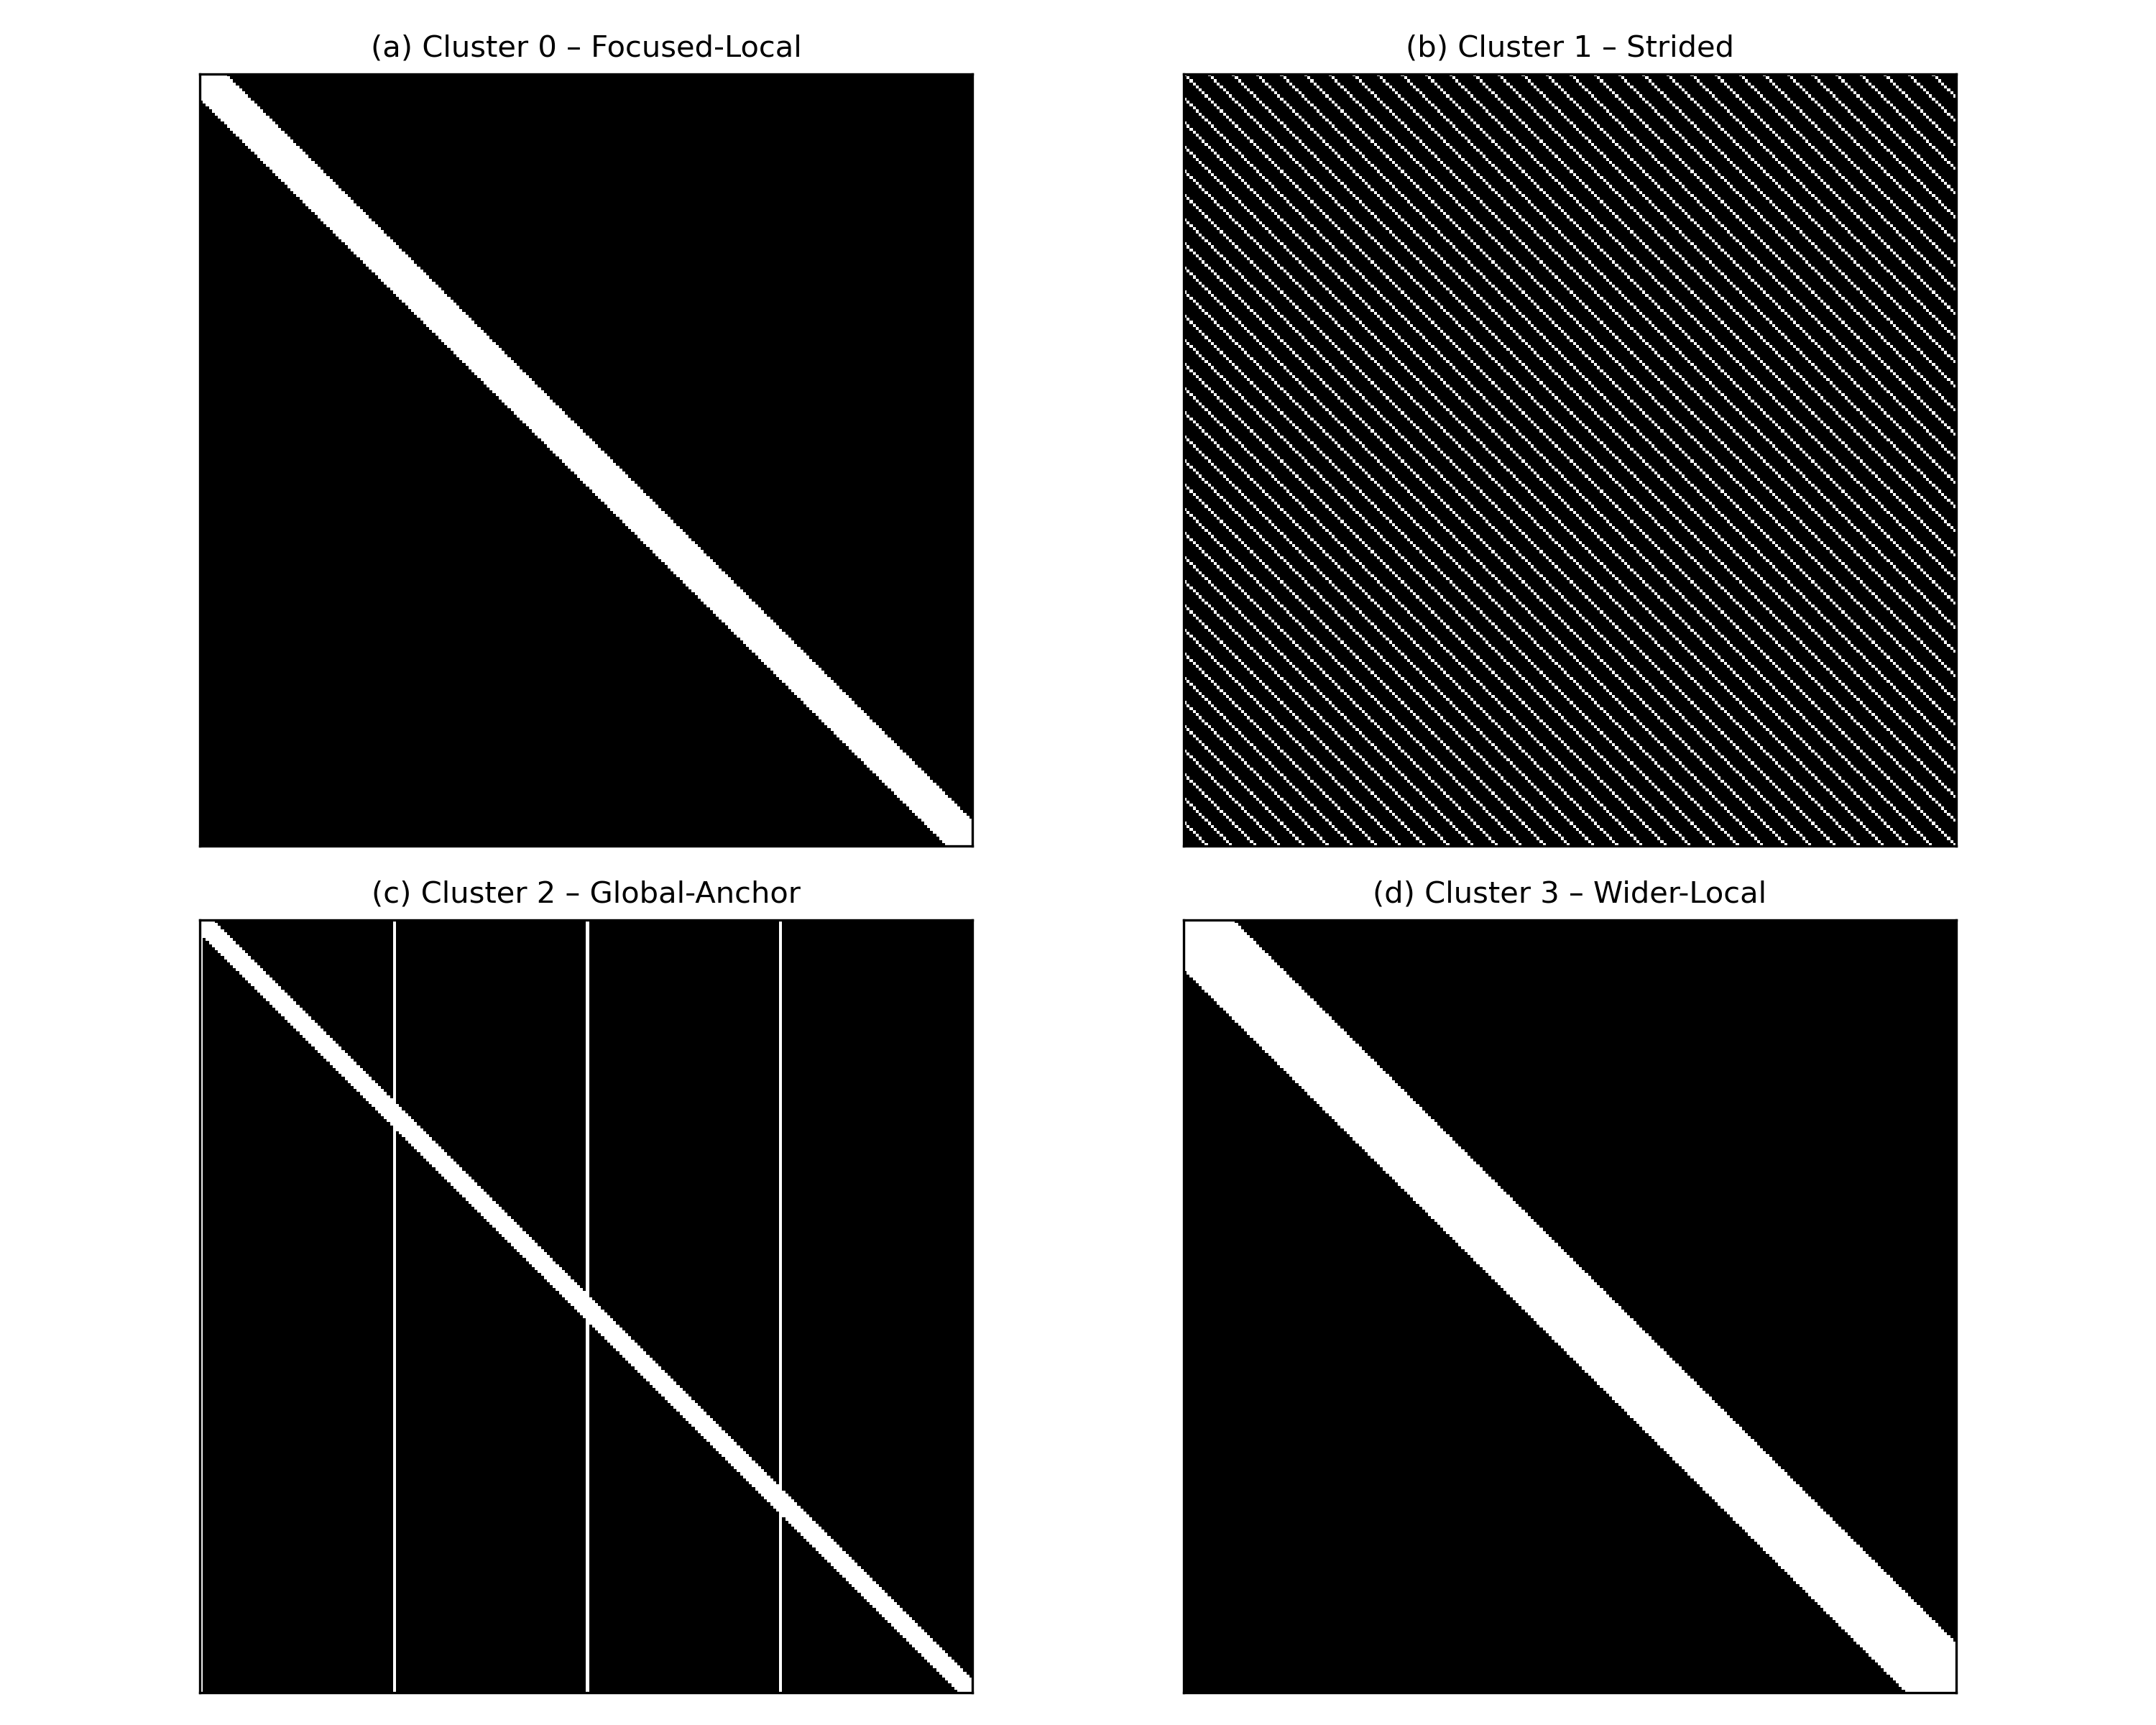 (a) Cluster 0 – Focused-Local
(b) Cluster 1 – Strided
(c) Cluster 2 – Global-Anchor
(d) Cluster 3 – Wider-Local